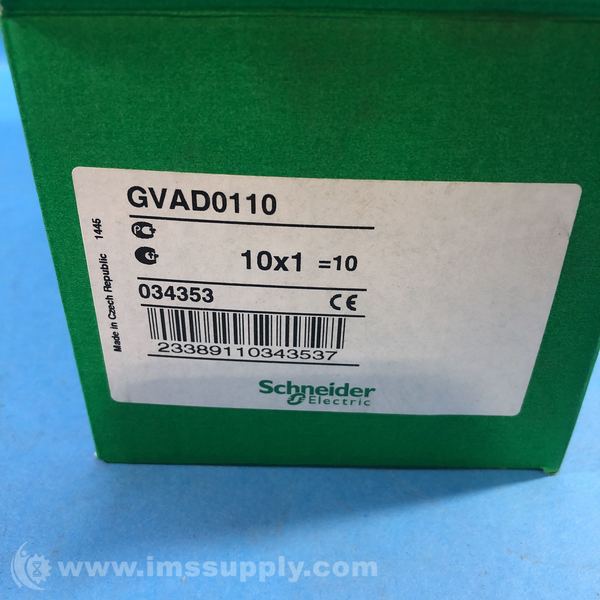 GVAD0110
10x1 =10
034353 CE
23389110343537
Schneider
Electric
Made in Czech Republic 1445
www.imssupply.com